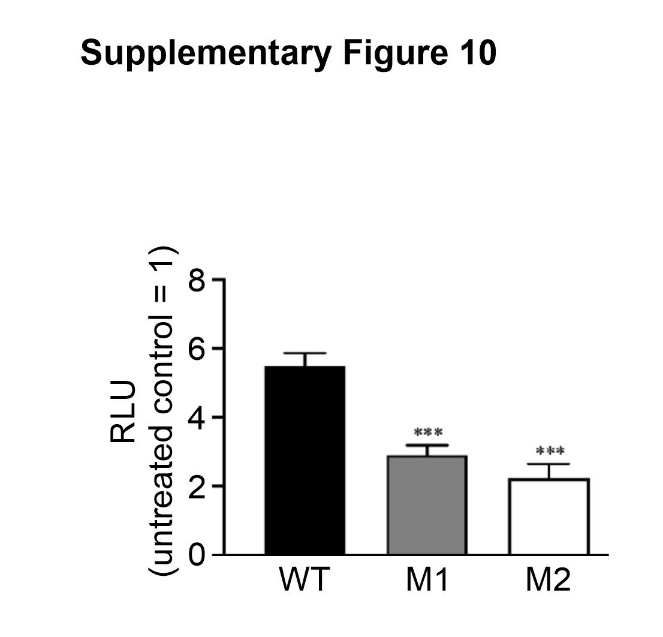 Supplementary Figure 10
RLU
(untreated control = 1)
8
6
4
2
0
***
***
WT
M1
M2